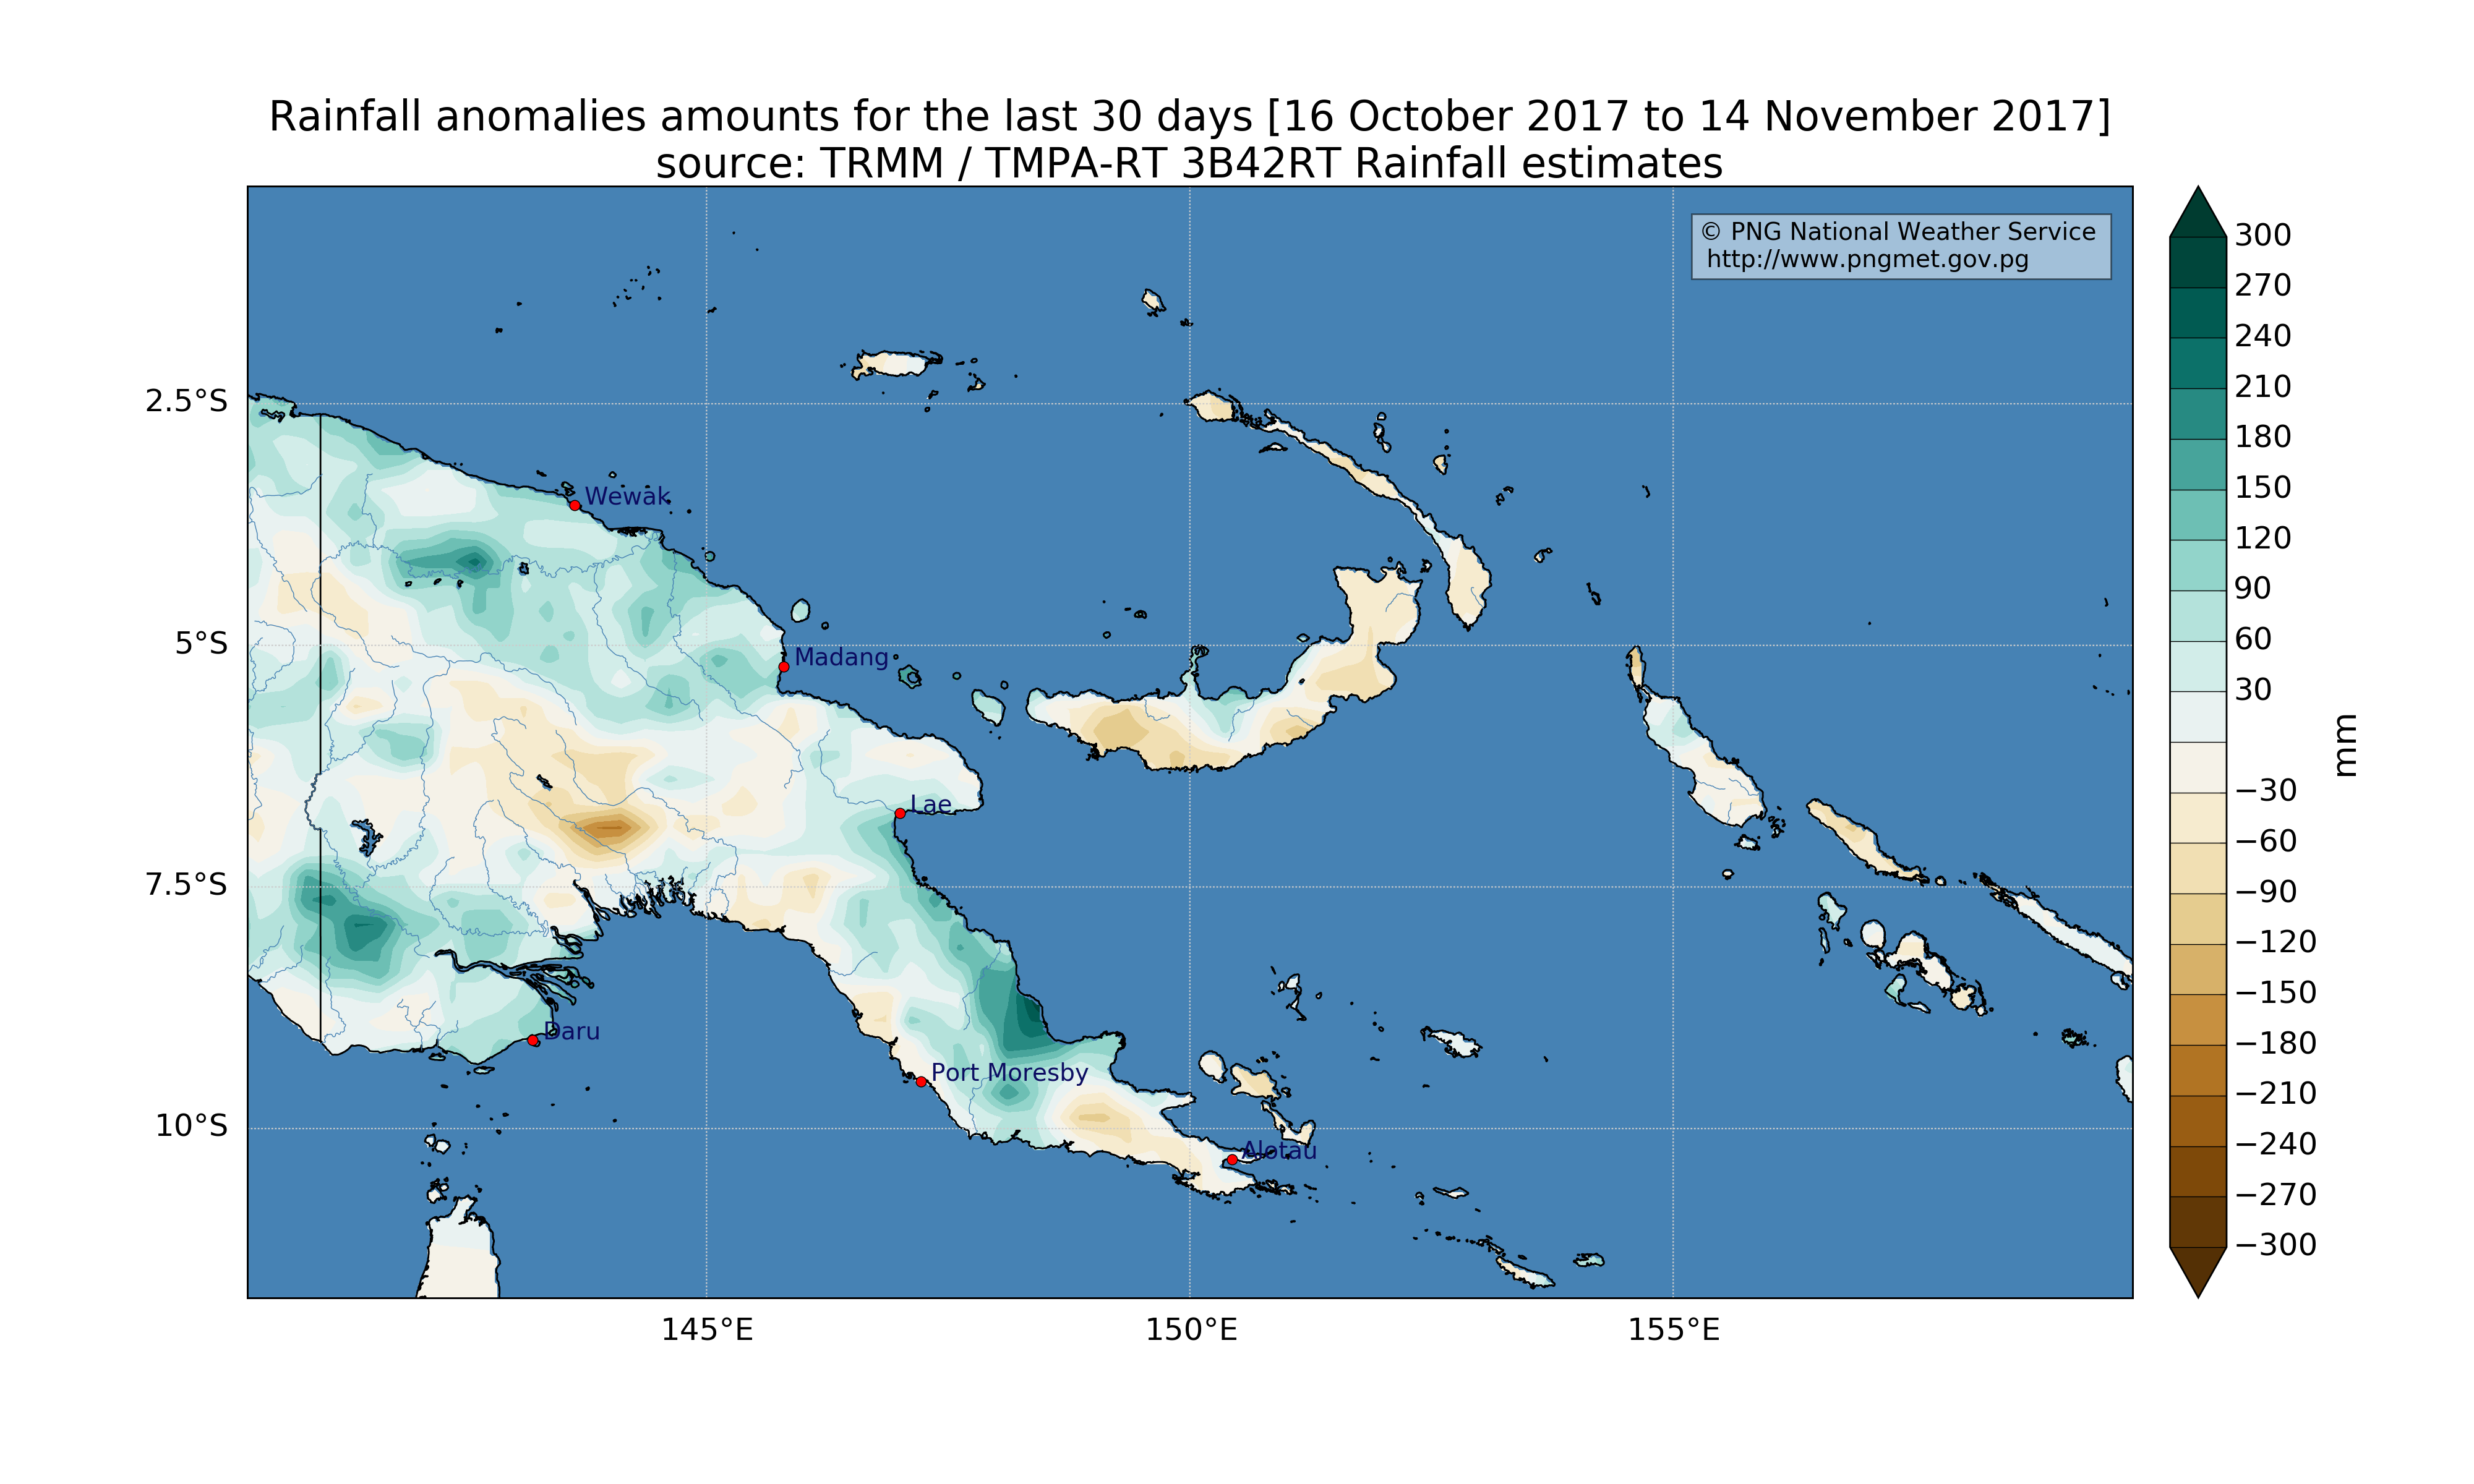 Rainfall anomalies amounts for the last 30 days [16 October 2017 to 14 November 2017]
source: TRMM / TMPA-RT 3B42RT Rainfall estimates
© PNG National Weather Service
http://www.pngmet.gov.pg
2.5°S
5°S
7.5°S
10°S
Wewak
Madang
Lae
Daru
Port Moresby
Alotau
145°E
150°E
155°E
300
270
240
210
180
150
120
90
60
30
−30
−60
−90
−120
−150
−180
−210
−240
−270
−300
mm